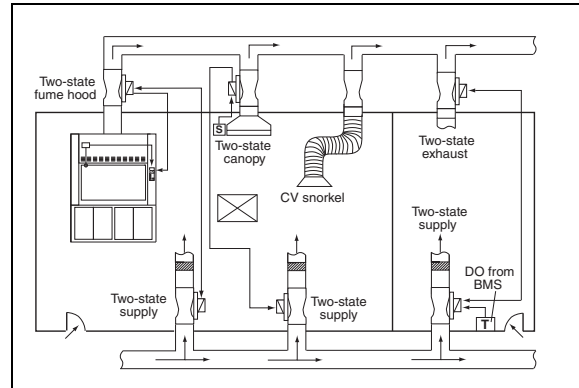 Two-state
fume hood
S
Two-state
canopy
CV snorkel
Two-state
exhaust
Two-state
supply
DO from
BMS
T
Two-state
supply
Two-state
supply